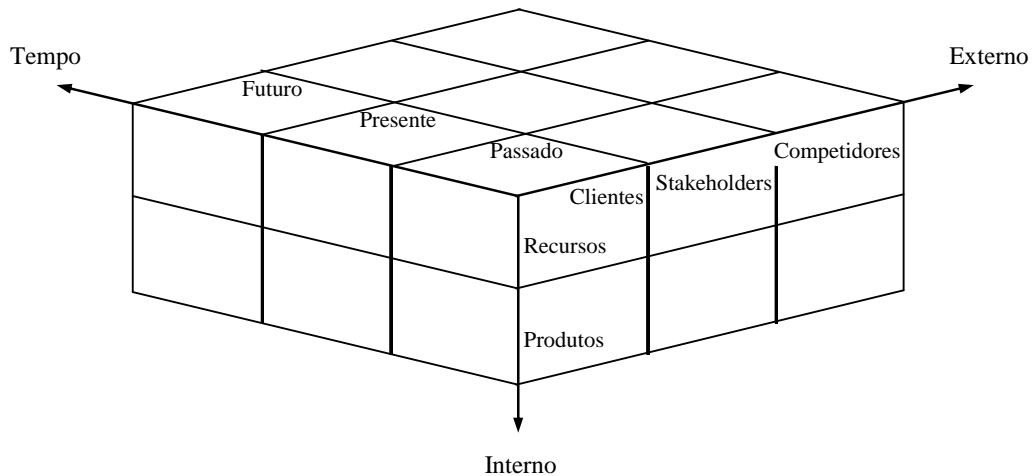 Tempo
Externo
Futuro
Presente
Passado
Competidores
Clientes
Stakeholders
Recursos
Produtos
Interno